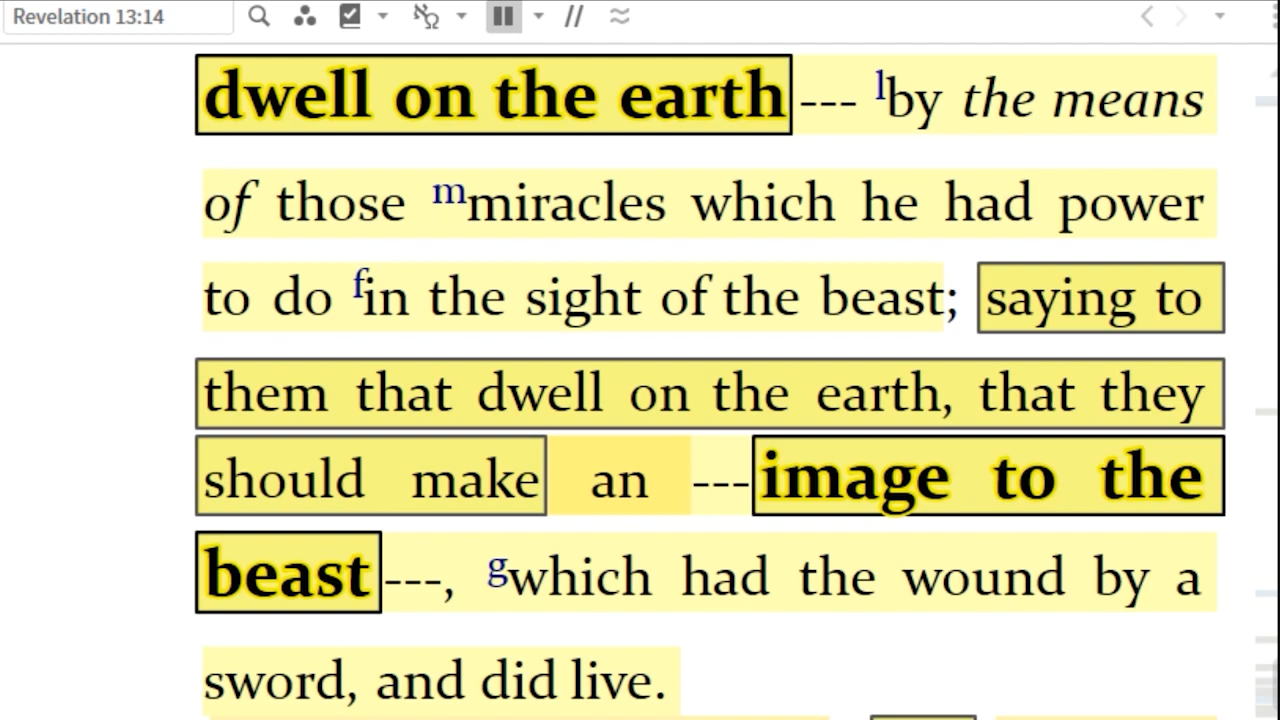 Revelation 13:14
dwell on the earth --- lby the means
of those mmiracles which he had power
to do fin the sight of the beast; saying to
them that dwell on the earth, that they
should make an ---image to the
beast---, gwhich had the wound by a
sword, and did live.